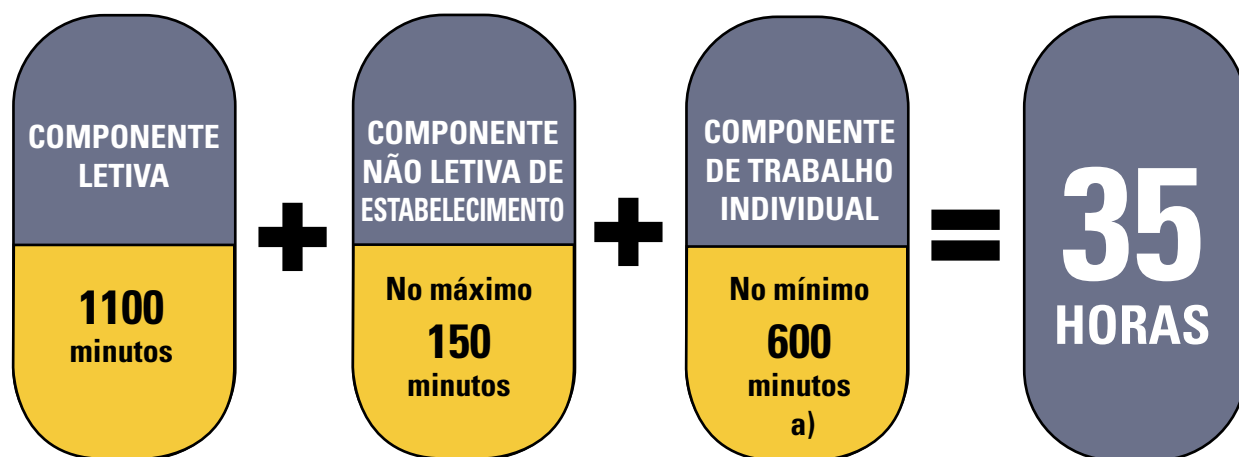 COMPONENTE
LETIVA
1100
minutos
+
COMPONENTE
NÃO LETIVA DE
ESTABELECIMENTO
No máximo
150
minutos
+
COMPONENTE
DE TRABALHO
INDIVIDUAL
No mínimo
600
minutos
a)
=
35
HORAS